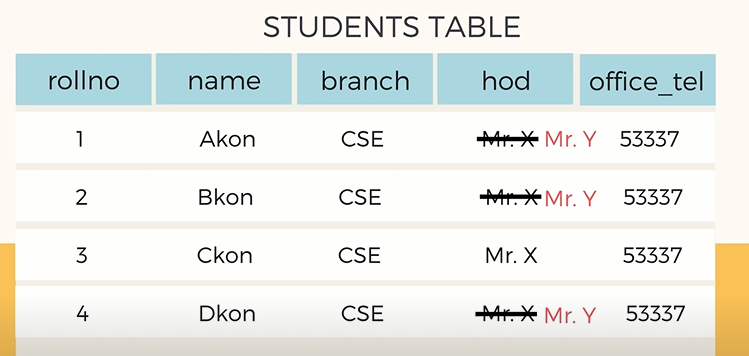 STUDENTS TABLE
rollno name branch hod office_tel
1 Akon CSE Mr. X Mr. Y 53337
2 Bkon CSE Mr. X Mr. Y 53337
3 Ckon CSE Mr. X 53337
4 Dkon CSE Mr. X Mr. Y 53337